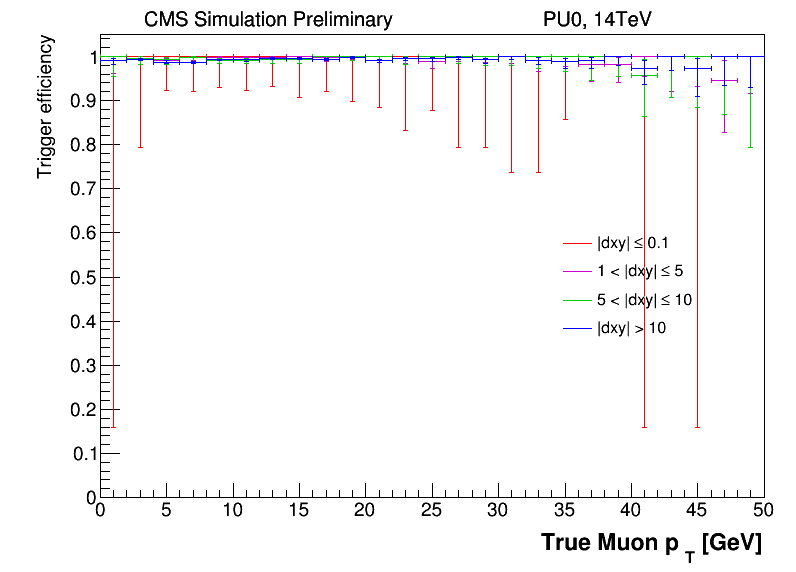 CMS Simulation Preliminary PU0, 14TeV
Trigger efficiency
1
0.9
0.8
0.7
0.6
0.5
0.4
0.3
0.2
0.1
0
|dxy| ≤ 0.1
1 < |dxy| ≤ 5
5 < |dxy| ≤ 10
|dxy| > 10
0 5 10 15 20 25 30 35 40 45 50
True Muon p T [GeV]